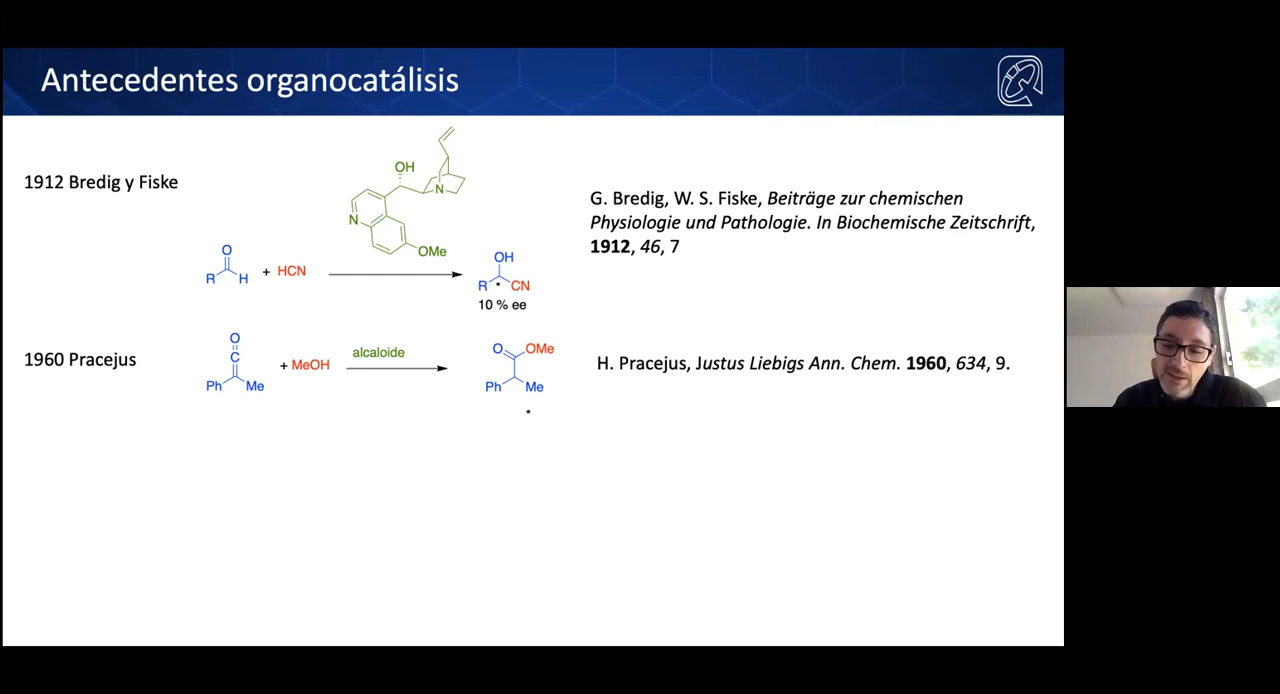 Antecedentes organocatálisis
1912 Bredig y Fiske
OH
N
N
OMe
G. Bredig, W. S. Fiske, Beiträge zur chemischen
Physiologie und Pathologie. In Biochemische Zeitschrift,
1912, 46, 7
O
R H + HCN
OH
R * CN
10 % ee
1960 Pracejus
O
C
Ph Me
+ MeOH
alcaloide
O OMe
Ph Me
*
H. Pracejus, Justus Liebigs Ann. Chem. 1960, 634, 9.